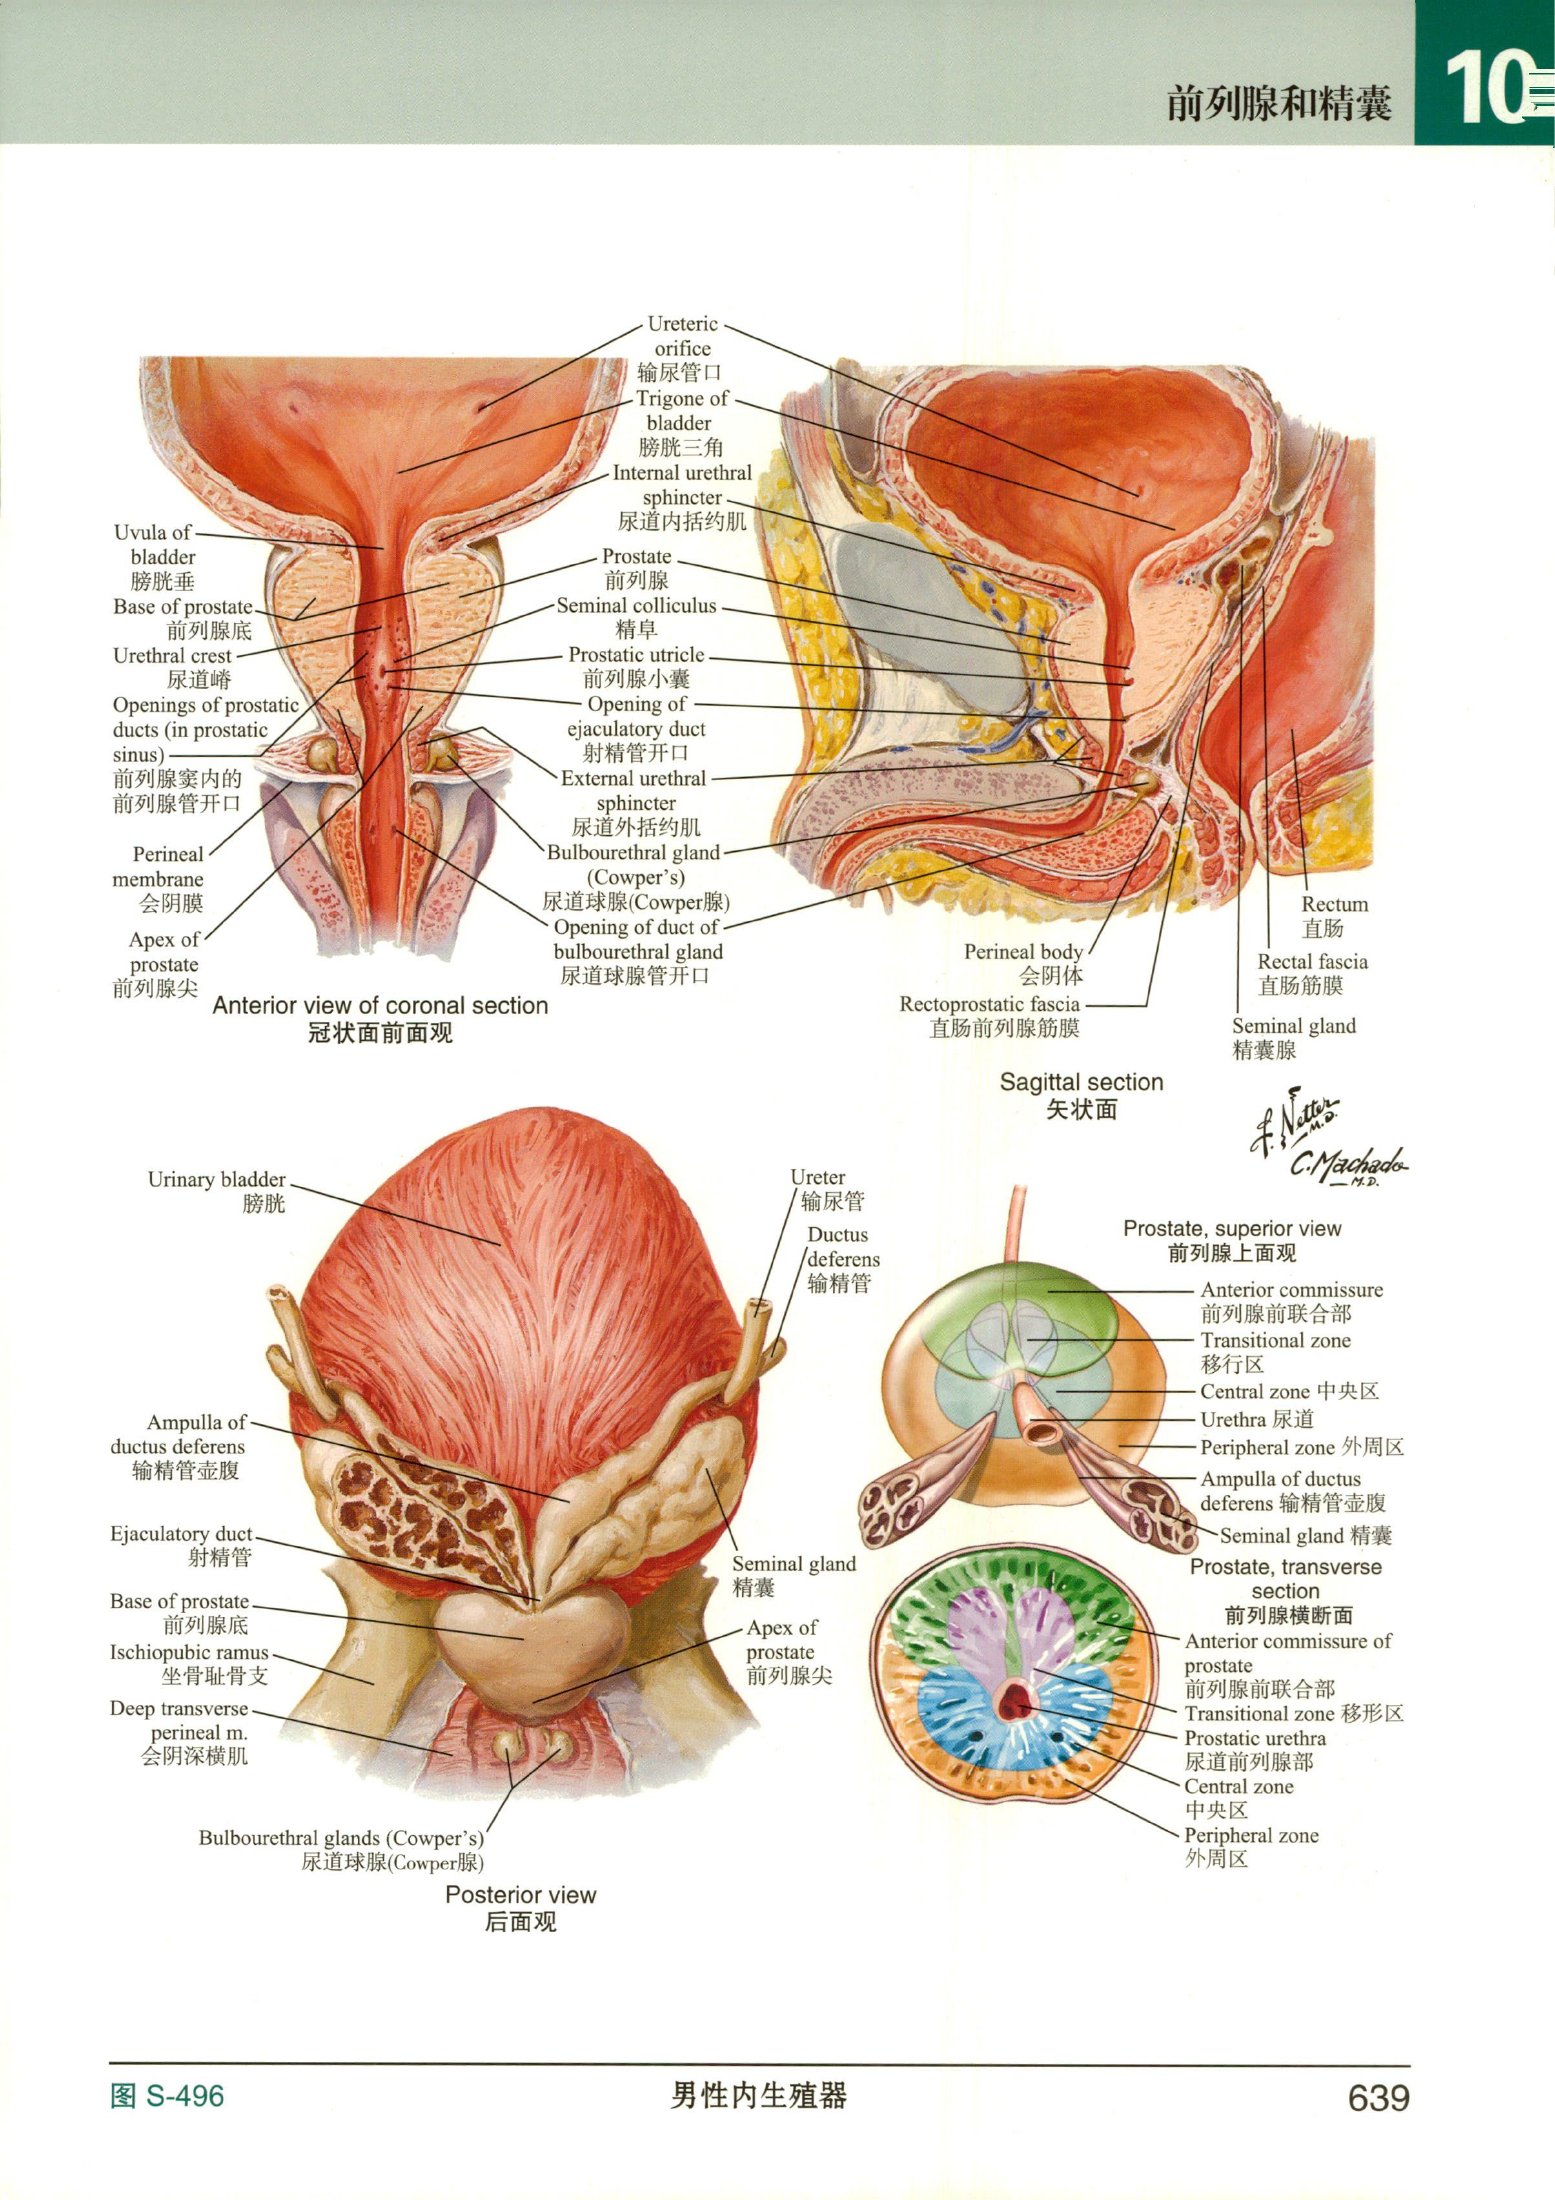 前列腺和精囊
10
Ureteric
orifice
输尿管口
Trigone of
bladder
膀胱三角
Internal urethral
sphincter
尿道内括约肌
Prostate
前列腺
Seminal colliculus
精阜
Prostatic utricle
前列腺小囊
Opening of
ejaculatory duct
射精管开口
External urethral
sphincter
尿道外括约肌
Bulbourethral gland
(Cowper's)
尿道球腺(Cowper腺)
Opening of duct of
bulbourethral gland
尿道球腺管开口
Uvula of
bladder
膀胱垂
Base of prostate
前列腺底
Urethral crest
尿道嵴
Openings of prostatic
ducts (in prostatic
sinus)
前列腺窦内的
前列腺管开口
Perineal
membrane
会阴膜
Apex of
prostate
前列腺尖
Anterior view of coronal section
冠状面前面观
Rectum
直肠
Perineal body
会阴体
Rectal fascia
直肠筋膜
Rectoprostatic fascia
直肠前列腺筋膜
Seminal gland
精囊腺
Sagittal section
矢状面
F. Netter
M.D.
C. Machado
M.D.
Urinary bladder
膀胱
Ureter
输尿管
Ductus
deferens
输精管
Ampulla of
ductus deferens
输精管壶腹
Ejaculatory duct
射精管
Seminal gland
精囊
Base of prostate
前列腺底
Apex of
prostate
前列腺尖
Ischiopubic ramus
坐骨耻骨支
Deep transverse
perineal m.
会阴深横肌
Bulbourethral glands (Cowper's)
尿道球腺(Cowper腺)
Posterior view
后面观
Prostate, superior view
前列腺上面观
Anterior commissure
前列腺前联合部
Transitional zone
移行区
Central zone 中央区
Urethra 尿道
Peripheral zone 外周区
Ampulla of ductus
deferens 输精管壶腹
Seminal gland 精囊
Prostate, transverse
section
前列腺横断面
Anterior commissure of
prostate
前列腺前联合部
Transitional zone 移形区
Prostatic urethra
尿道前列腺部
Central zone
中央区
Peripheral zone
外周区
图 S-496
男性内生殖器
639